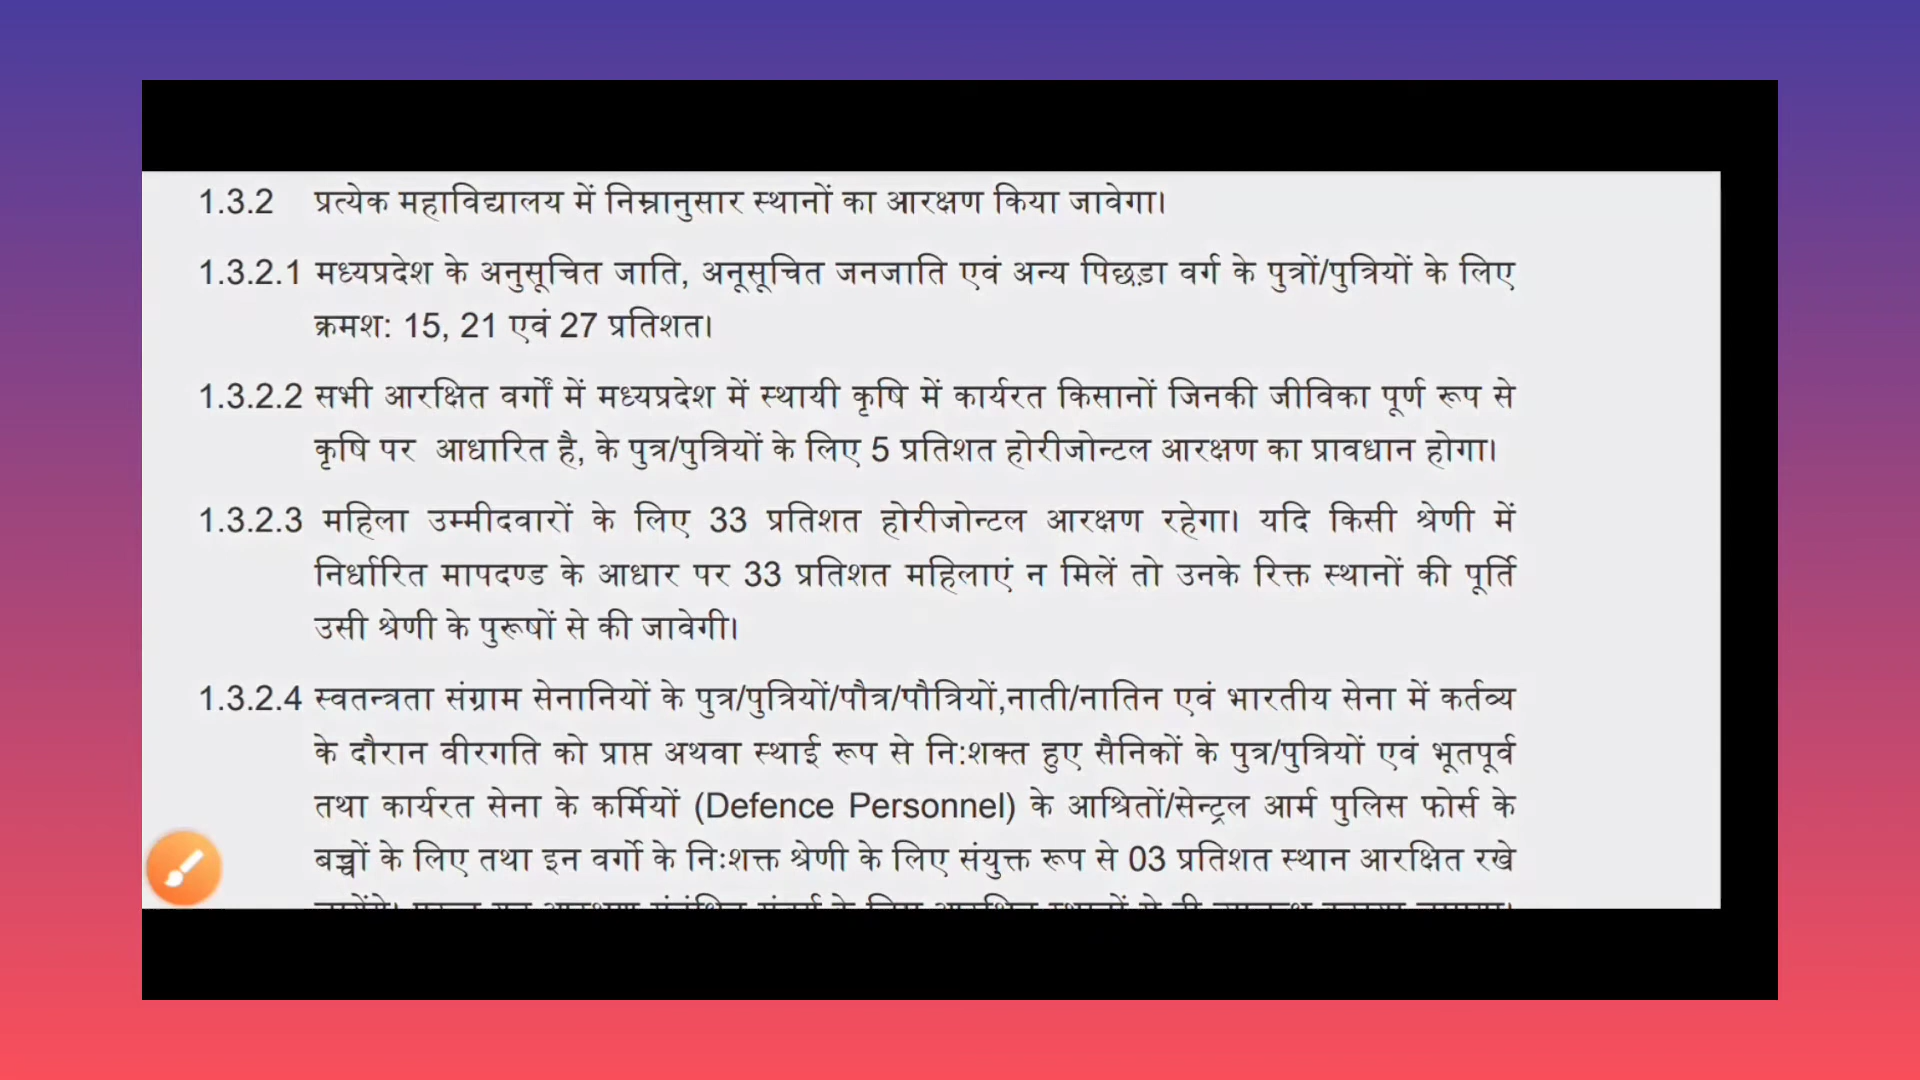 1.3.2 प्रत्येक महाविद्यालय में निम्नानुसार स्थानों का आरक्षण किया जावेगा।
1.3.2.1 मध्यप्रदेश के अनुसूचित जाति, अनूसूचित जनजाति एवं अन्य पिछड़ा वर्ग के पुत्रों/पुत्रियों के लिए
क्रमश: 15, 21 एवं 27 प्रतिशत।
1.3.2.2 सभी आरक्षित वर्गों में मध्यप्रदेश में स्थायी कृषि में कार्यरत किसानों जिनकी जीविका पूर्ण रूप से
कृषि पर आधारित है, के पुत्र/पुत्रियों के लिए 5 प्रतिशत होरीजोन्टल आरक्षण का प्रावधान होगा।
1.3.2.3 महिला उम्मीदवारों के लिए 33 प्रतिशत होरीजोन्टल आरक्षण रहेगा। यदि किसी श्रेणी में
निर्धारित मापदण्ड के आधार पर 33 प्रतिशत महिलाएं न मिलें तो उनके रिक्त स्थानों की पूर्ति
उसी श्रेणी के पुरूषों से की जावेगी।
1.3.2.4 स्वतन्त्रता संग्राम सेनानियों के पुत्र/पुत्रियों/पौत्र/पौत्रियों,नाती/नातिन एवं भारतीय सेना में कर्तव्य
के दौरान वीरगति को प्राप्त अथवा स्थाई रूप से नि:शक्त हुए सैनिकों के पुत्र/पुत्रियों एवं भूतपूर्व
तथा कार्यरत सेना के कर्मियों (Defence Personnel) के आश्रितों/सेन्ट्रल आर्म पुलिस फोर्स के
बच्चों के लिए तथा इन वर्गो के निःशक्त श्रेणी के लिए संयुक्त रूप से 03 प्रतिशत स्थान आरक्षित रखे